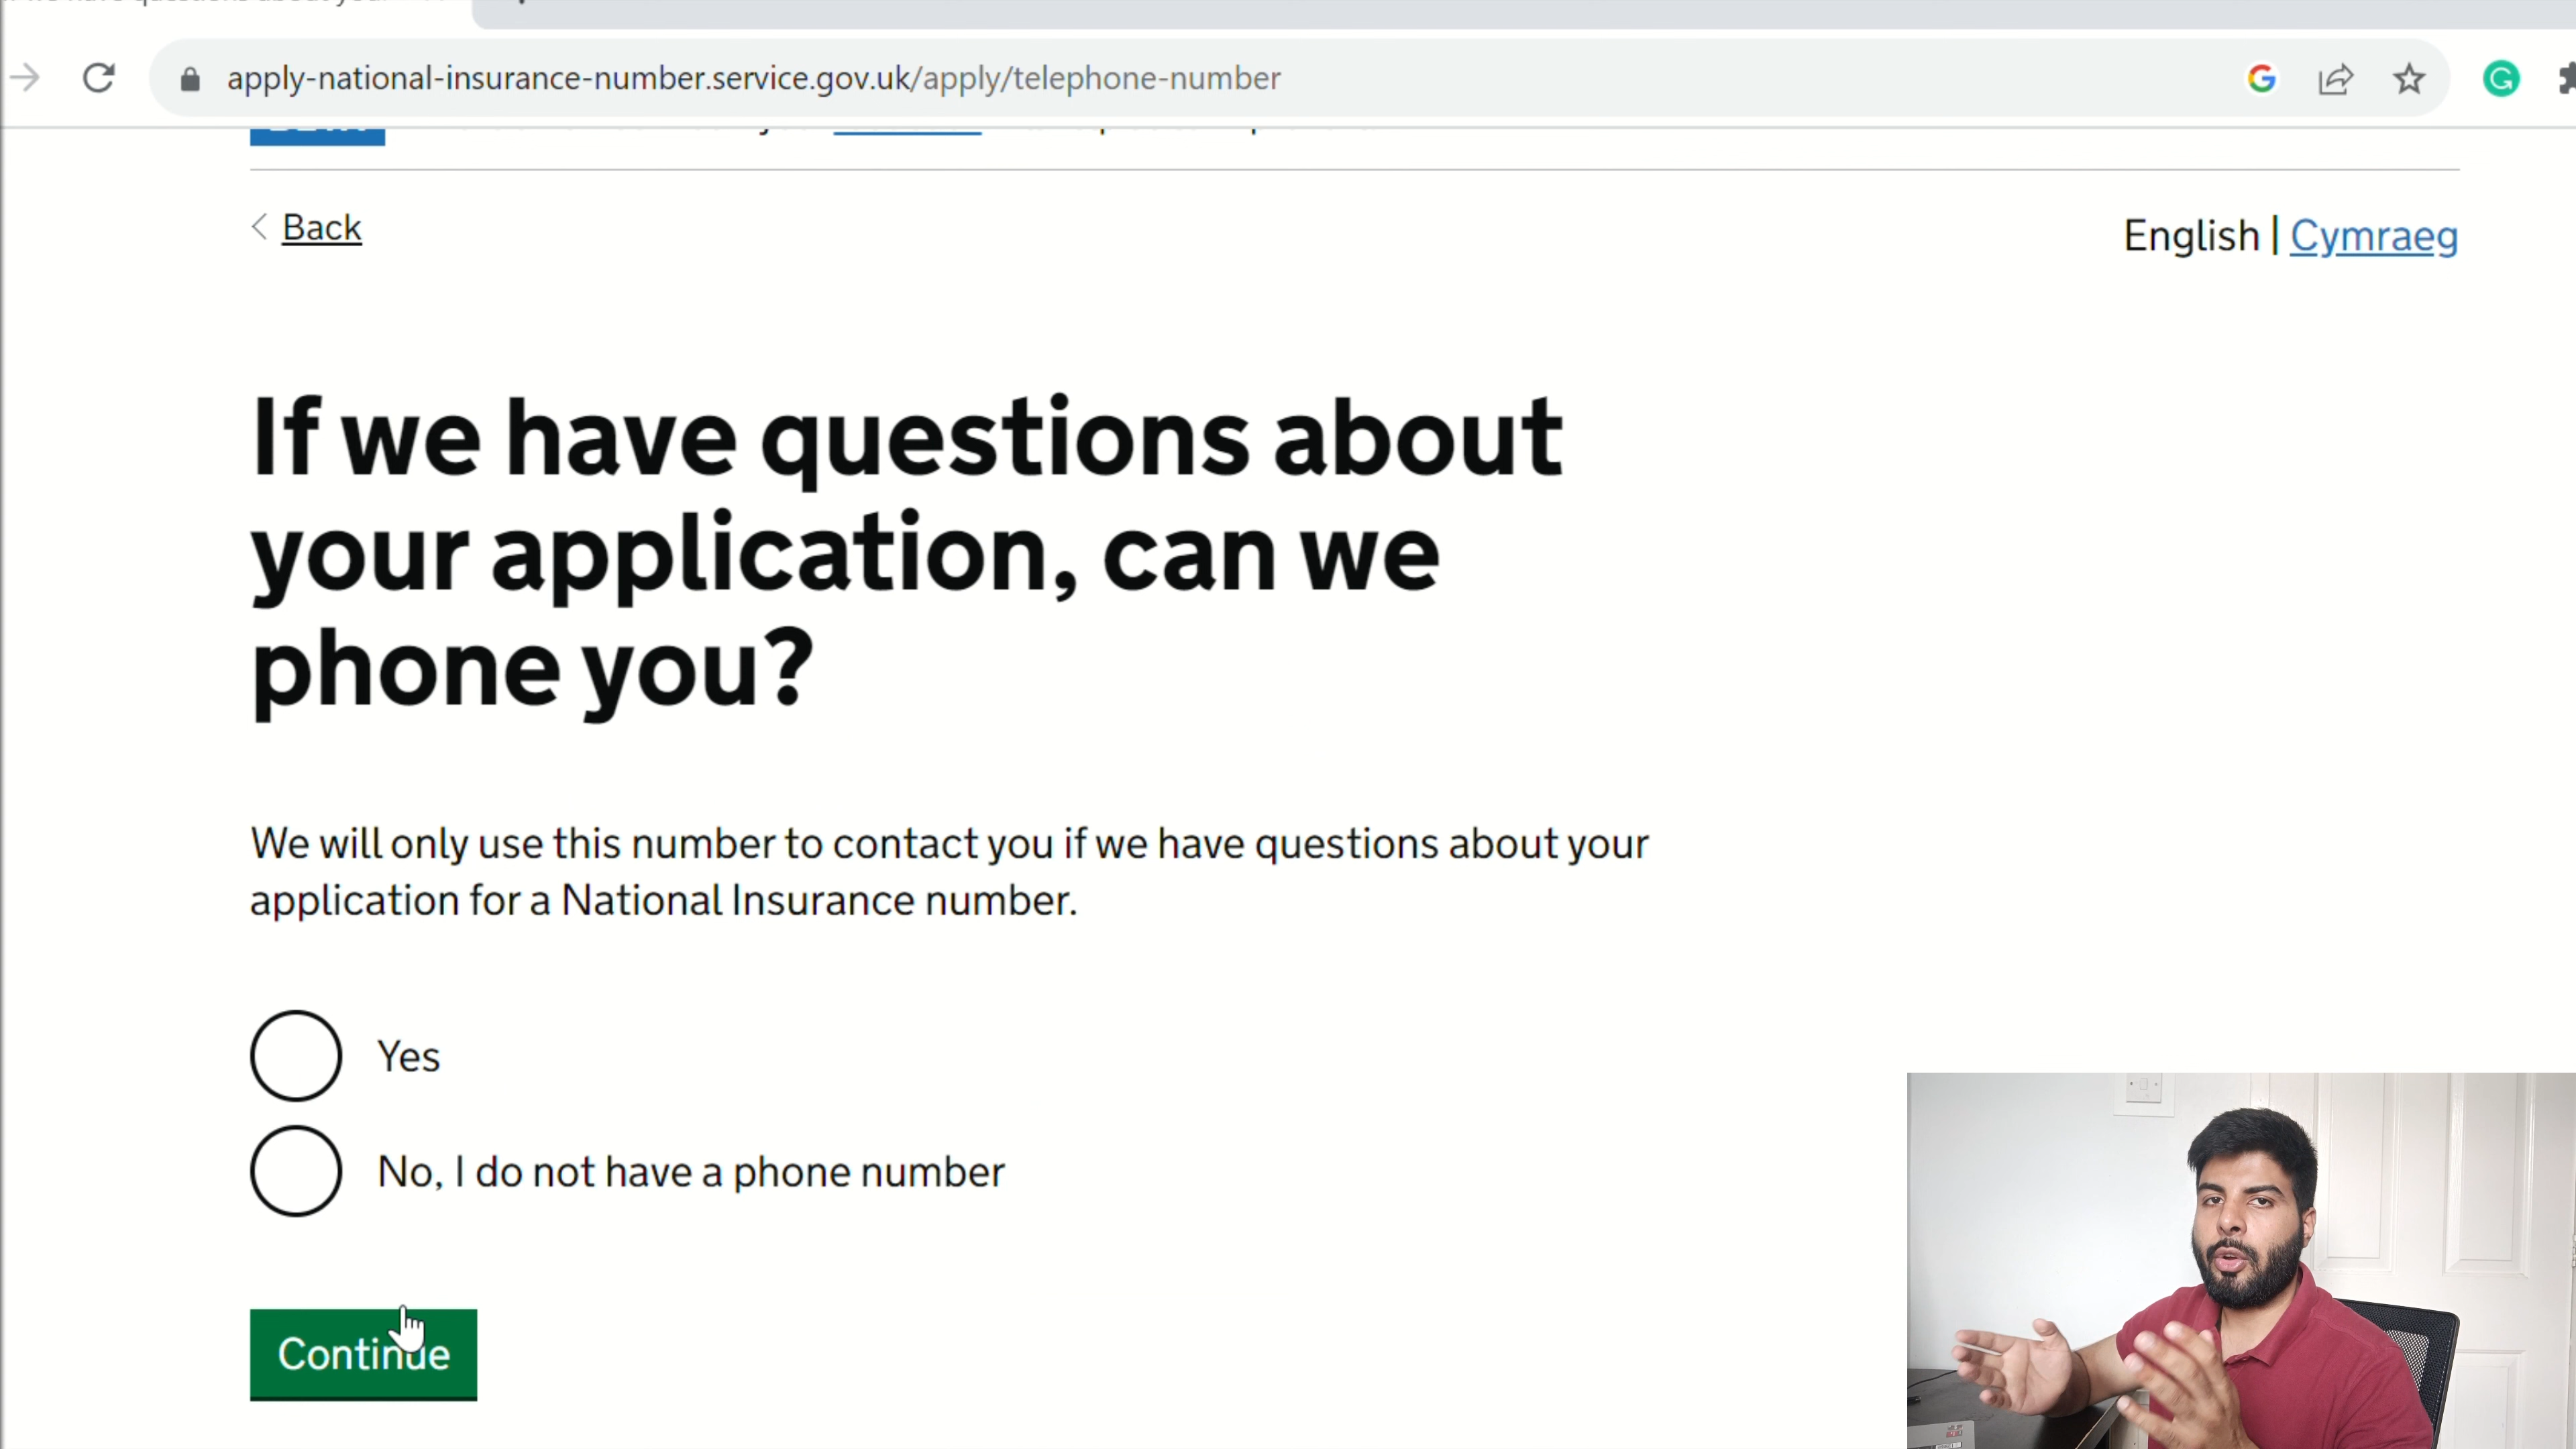 apply-national-insurance-number.service.gov.uk/apply/telephone-number
Back
English | Cymraeg
If we have questions about
your application, can we
phone you?
We will only use this number to contact you if we have questions about your
application for a National Insurance number.
Yes
No, I do not have a phone number
Continue